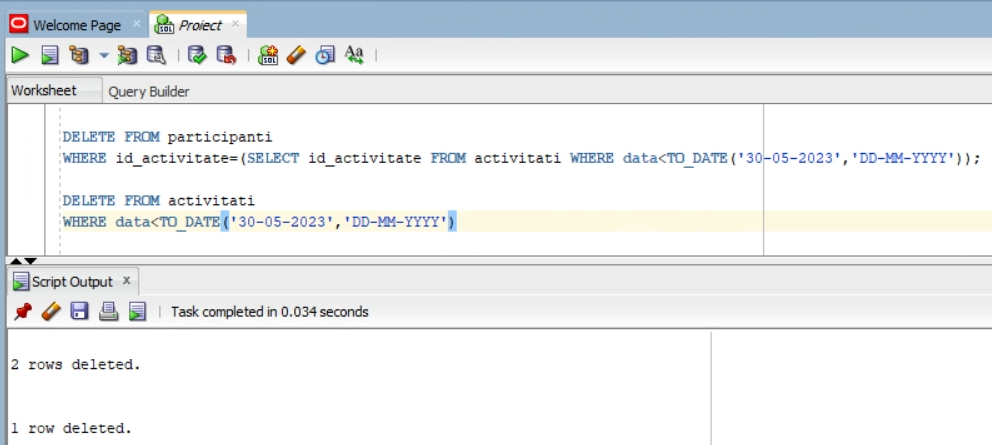 Welcome Page Proiect
Worksheet Query Builder
DELETE FROM participanti
WHERE id_activitate=(SELECT id_activitate FROM activitati WHERE data<TO_DATE('30-05-2023','DD-MM-YYYY'));
DELETE FROM activitati
WHERE data<TO_DATE('30-05-2023','DD-MM-YYYY')
Script Output x
Task completed in 0.034 seconds
2 rows deleted.
1 row deleted.